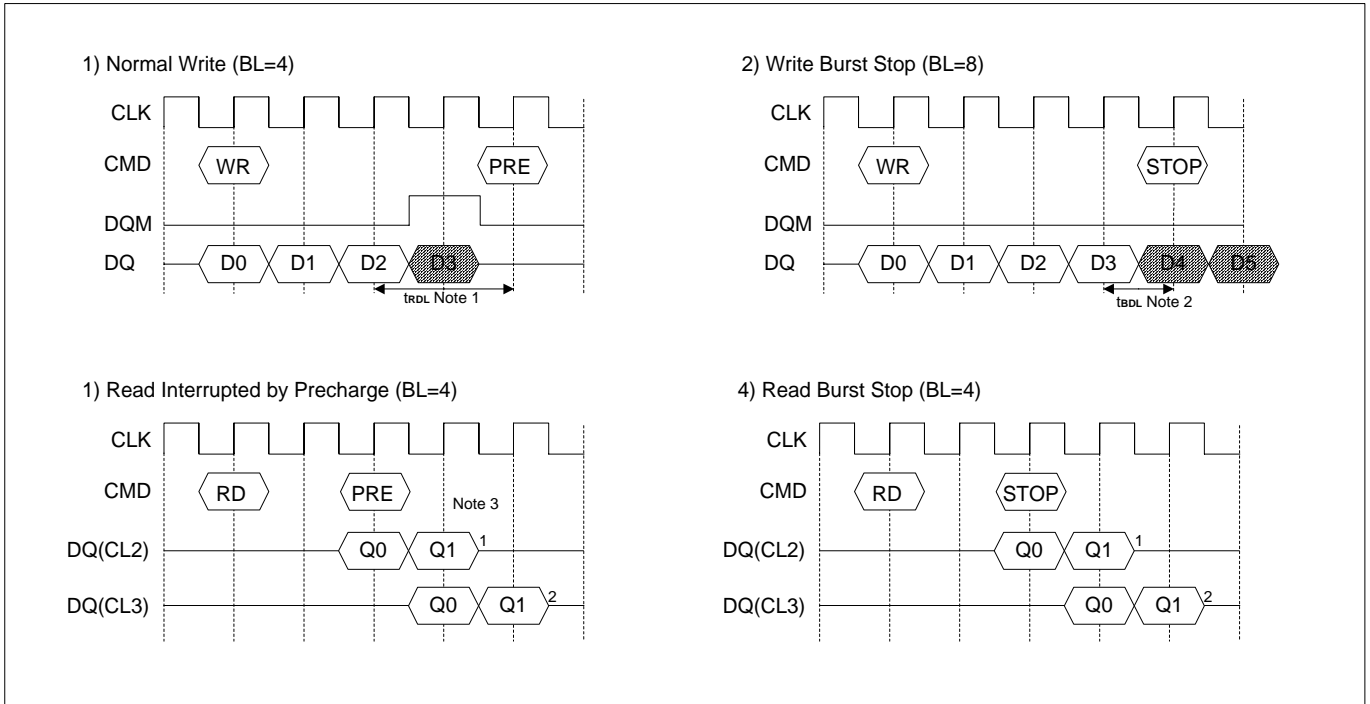 1) Normal Write (BL=4)
CLK
CMD WR PRE
DQM
DQ D0 D1 D2 D3
tRDL Note 1
2) Write Burst Stop (BL=8)
CLK
CMD WR STOP
DQM
DQ D0 D1 D2 D3 D4 D5
tBDL Note 2
1) Read Interrupted by Precharge (BL=4)
CLK
CMD RD PRE
Note 3
DQ(CL2) Q0 Q1 1
DQ(CL3) Q0 Q1 2
4) Read Burst Stop (BL=4)
CLK
CMD RD STOP
DQ(CL2) Q0 Q1 1
DQ(CL3) Q0 Q1 2